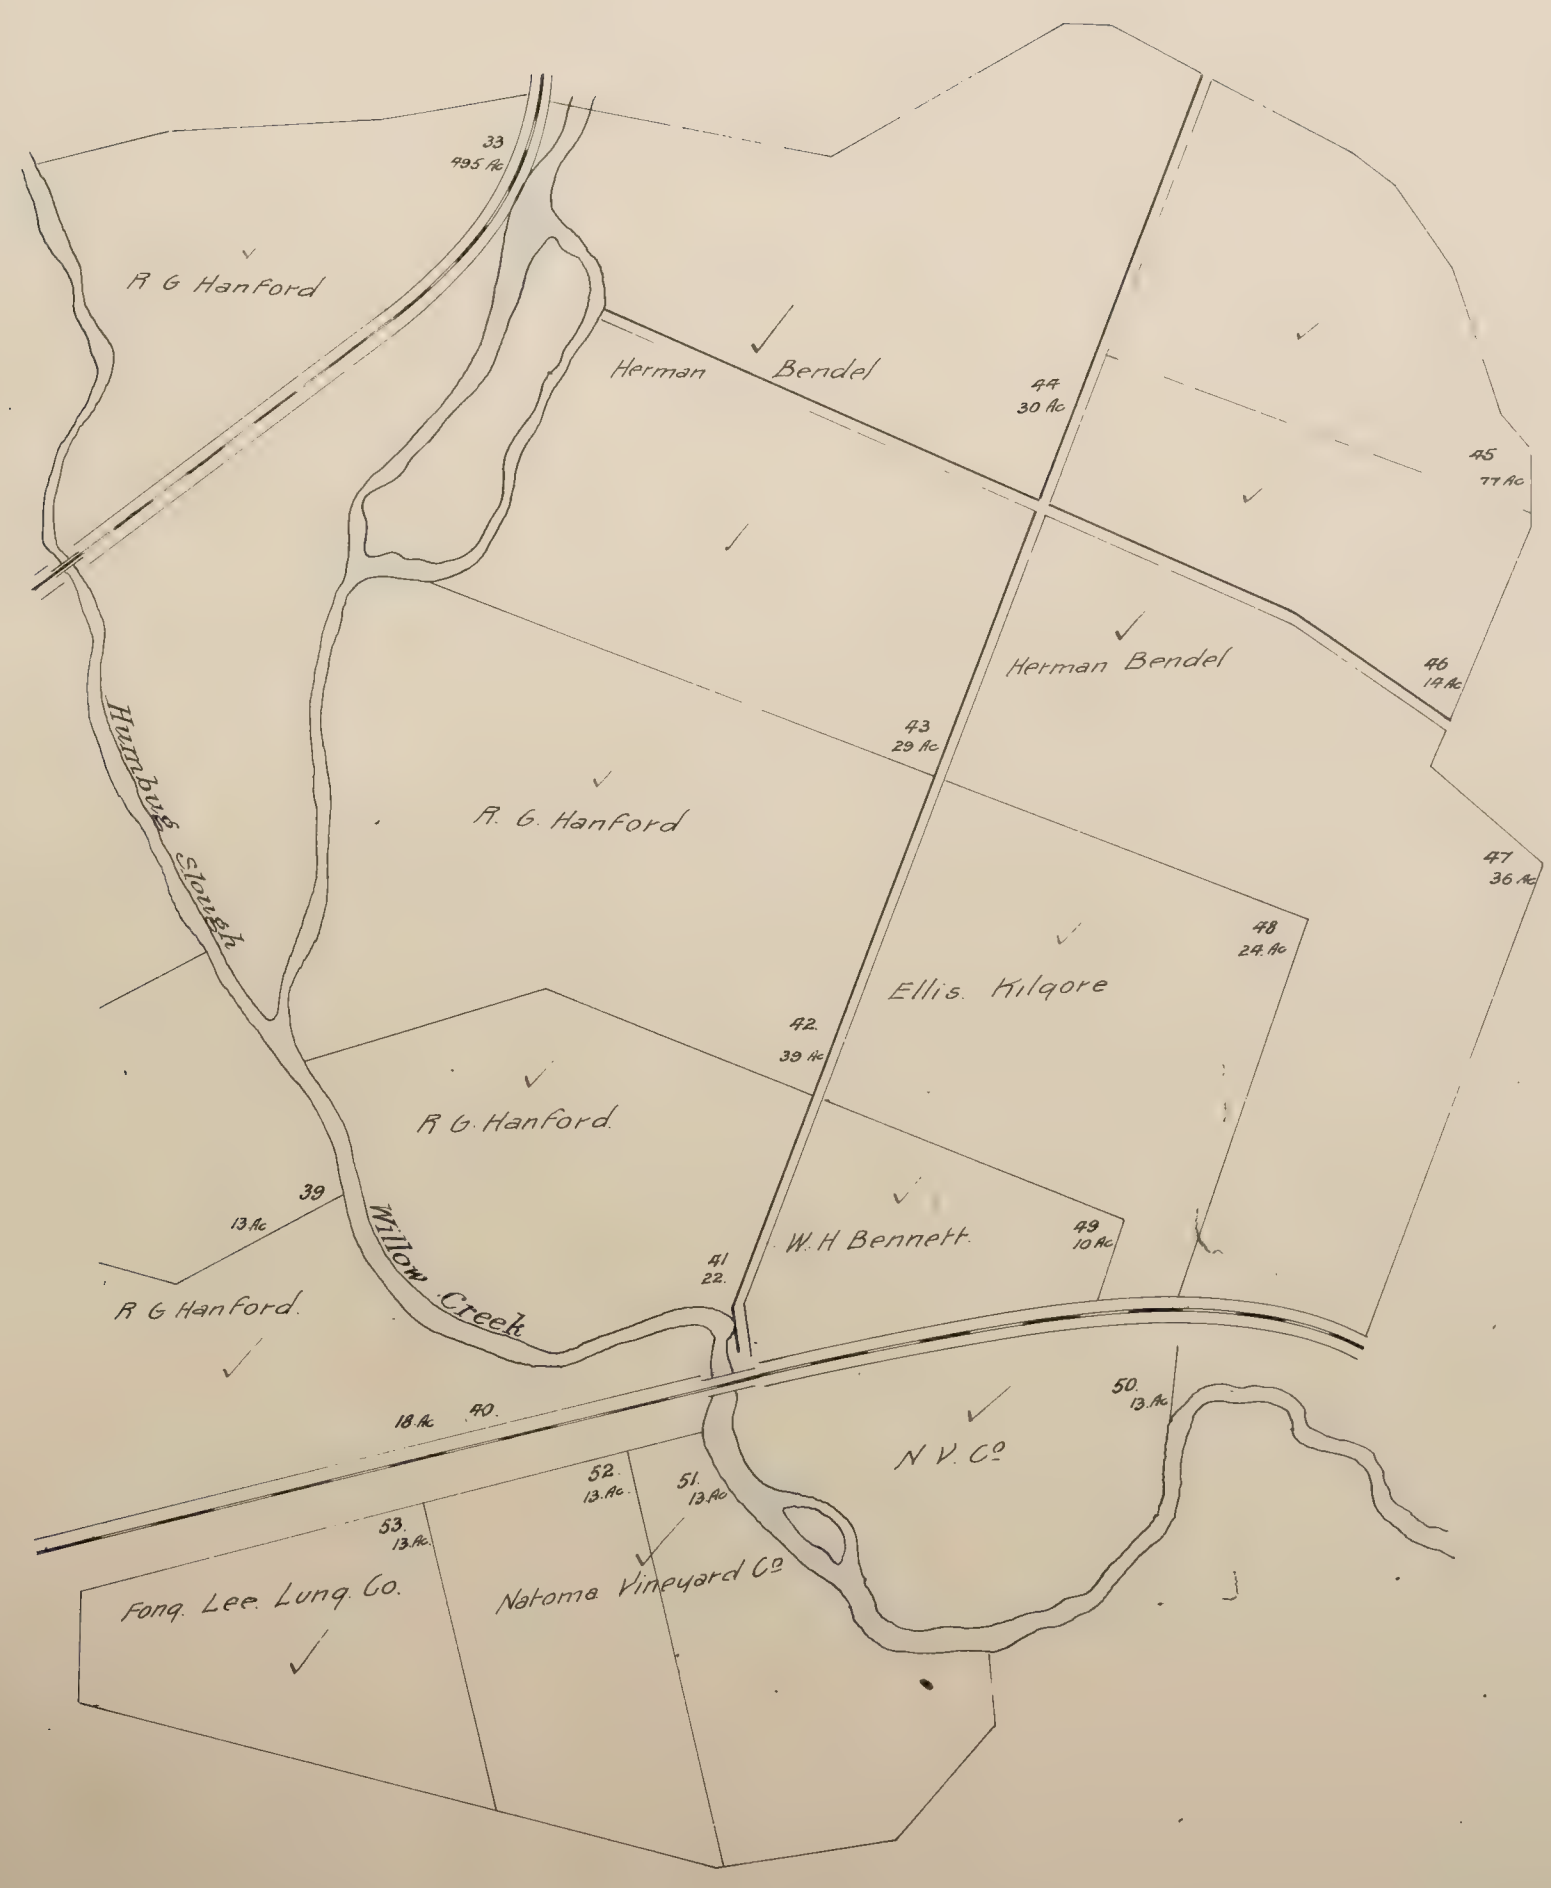 33
495 Ac
R G Hanford
Herman Bendel
44
30 Ac
45
77 Ac
46
14 Ac
Herman Bendel
43
29 Ac
Humbug Slough
R. G. Hanford
47
36 Ac
48
24. Ac
Ellis. Kilgore
42.
39 Ac
R. G. Hanford.
39
13. Ac
Willow Creek
W. H Bennett.
49
10 Ac
41
22.
R G Hanford.
50.
13. Ac
18. Ac 40.
N V. Co
52.
13. Ac.
51.
13. Ac
53.
13. Ac.
Fong. Lee. Lung. Co.
Natoma Vineyard Co